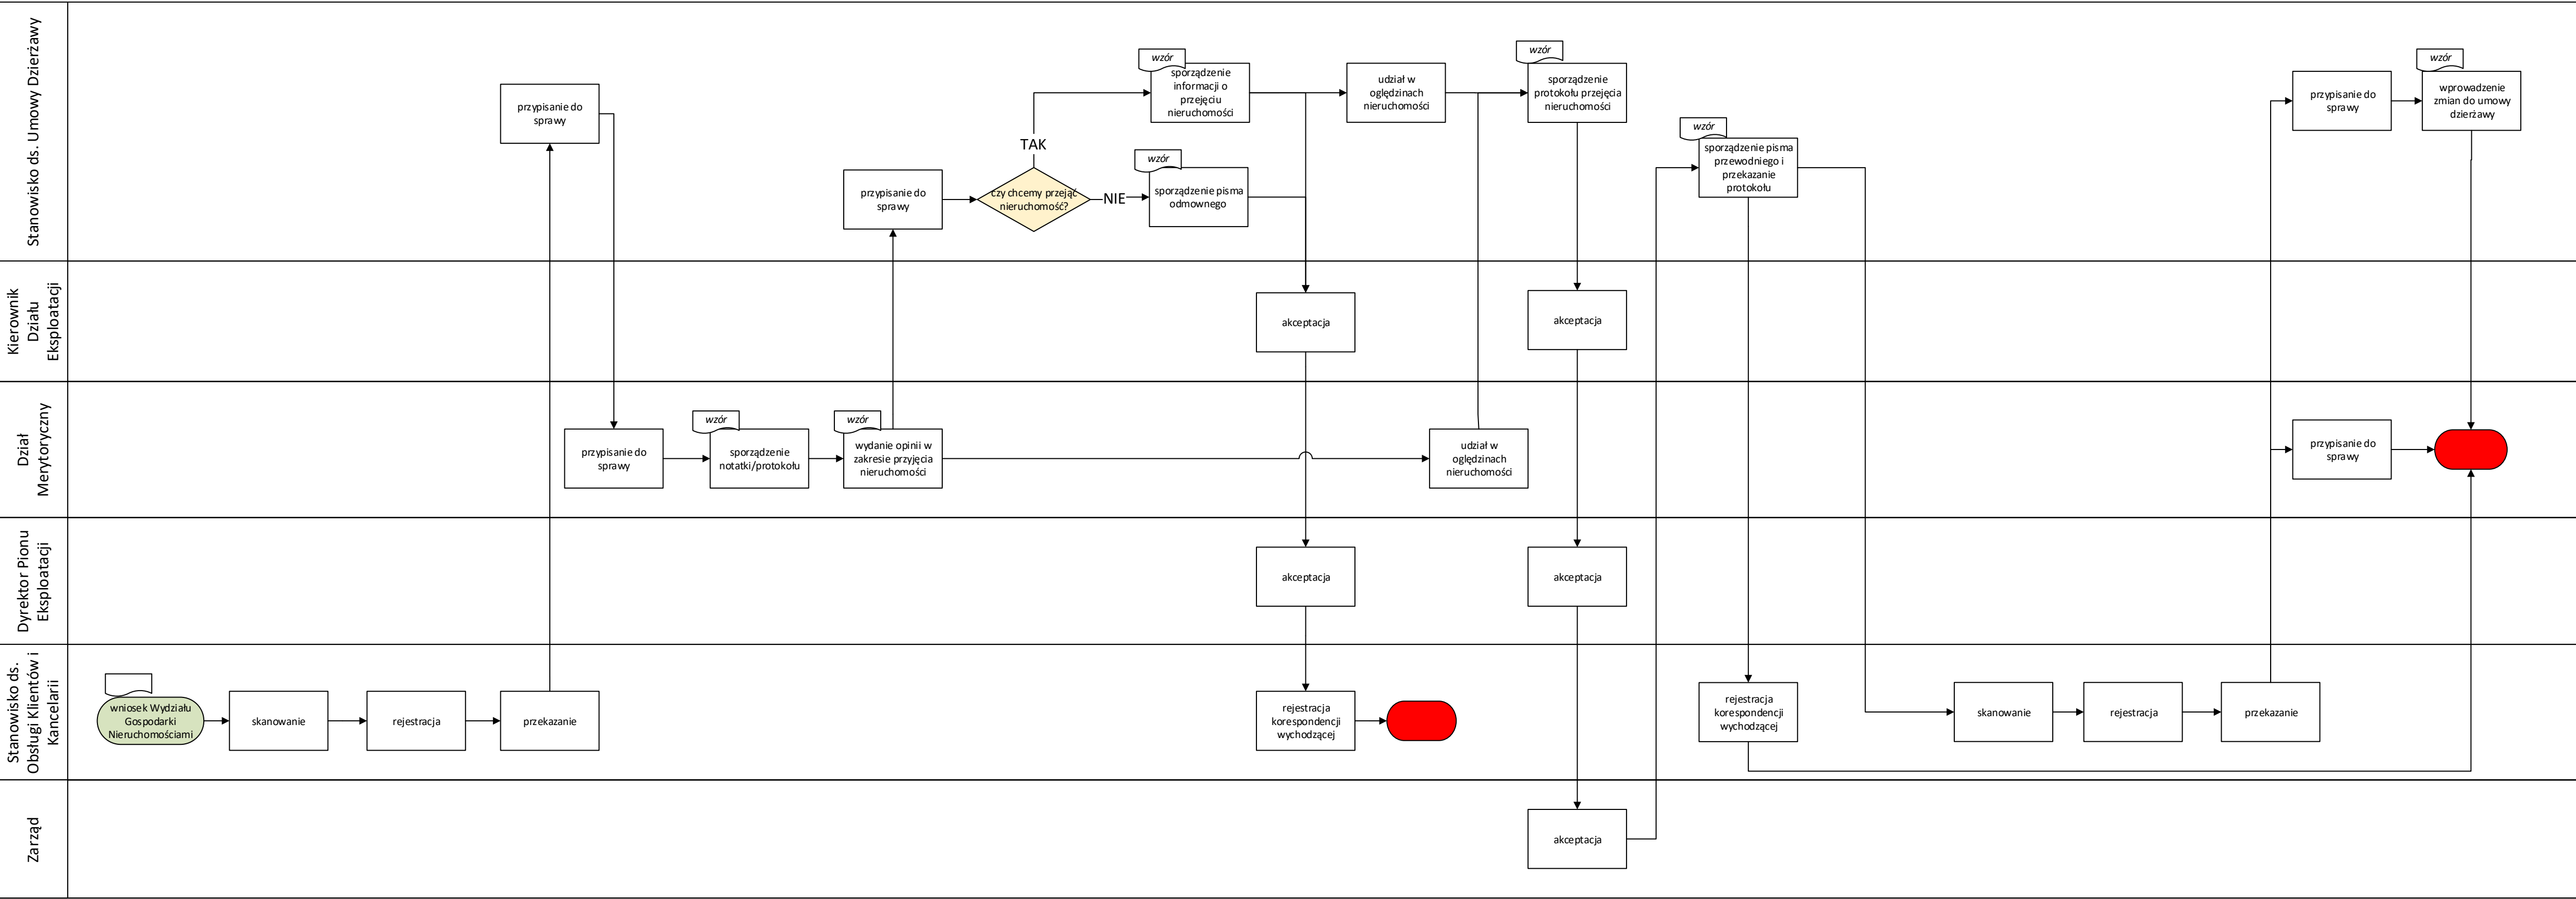 Stanowisko ds. Umowy Dzierżawy
wzór
sporządzenie
informacji o
przejęciu
nieruchomości
udział w
oględzinach
nieruchomości
wzór
sporządzenie
protokołu przejęcia
nieruchomości
przypisanie do
sprawy
wzór
wprowadzenie
zmian do umowy
dzierżawy
przypisanie do
sprawy
TAK
wzór
sporządzenie pisma
przewodniego i
przekazanie
protokołu
przypisanie do
sprawy
czy chcemy przejąć
nieruchomość?
NIE
wzór
sporządzenie pisma
odmownego
Kierownik
Działu
Eksploatacji
akceptacja
akceptacja
Dział
Merytoryczny
przypisanie do
sprawy
wzór
sporządzenie
notatki/protokołu
wzór
wydanie opinii w
zakresie przyjęcia
nieruchomości
udział w
oględzinach
nieruchomości
przypisanie do
sprawy
Dyrektor Pionu
Eksploatacji
akceptacja
akceptacja
Stanowisko ds.
Obsługi Klientów i
Kancelarii
wniosek Wydziału
Gospodarki
Nieruchomościami
skanowanie
rejestracja
przekazanie
rejestracja
korespondencji
wychodzącej
rejestracja
korespondencji
wychodzącej
skanowanie
rejestracja
przekazanie
Zarząd
akceptacja